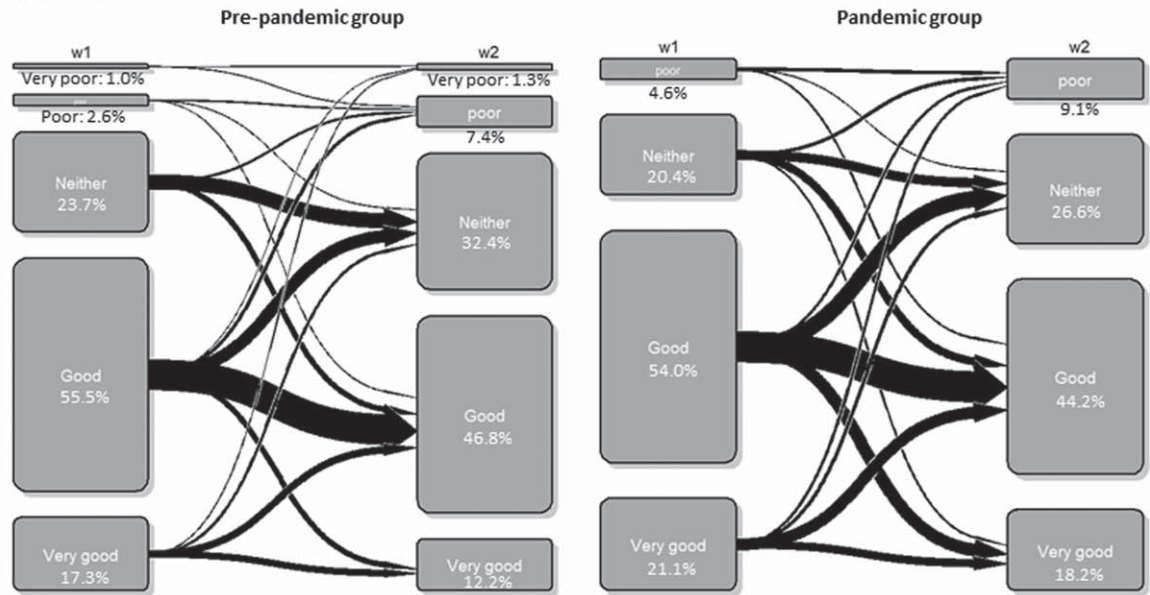 Pre-pandemic group
w1
w2
Very poor: 1.0%
Very poor: 1.3%
Poor: 2.6%
poor
7.4%
Neither
23.7%
Neither
32.4%
Good
55.5%
Good
46.8%
Very good
17.3%
Very good
12.2%
Pandemic group
w1
w2
poor
4.6%
poor
9.1%
Neither
20.4%
Neither
26.6%
Good
54.0%
Good
44.2%
Very good
21.1%
Very good
18.2%